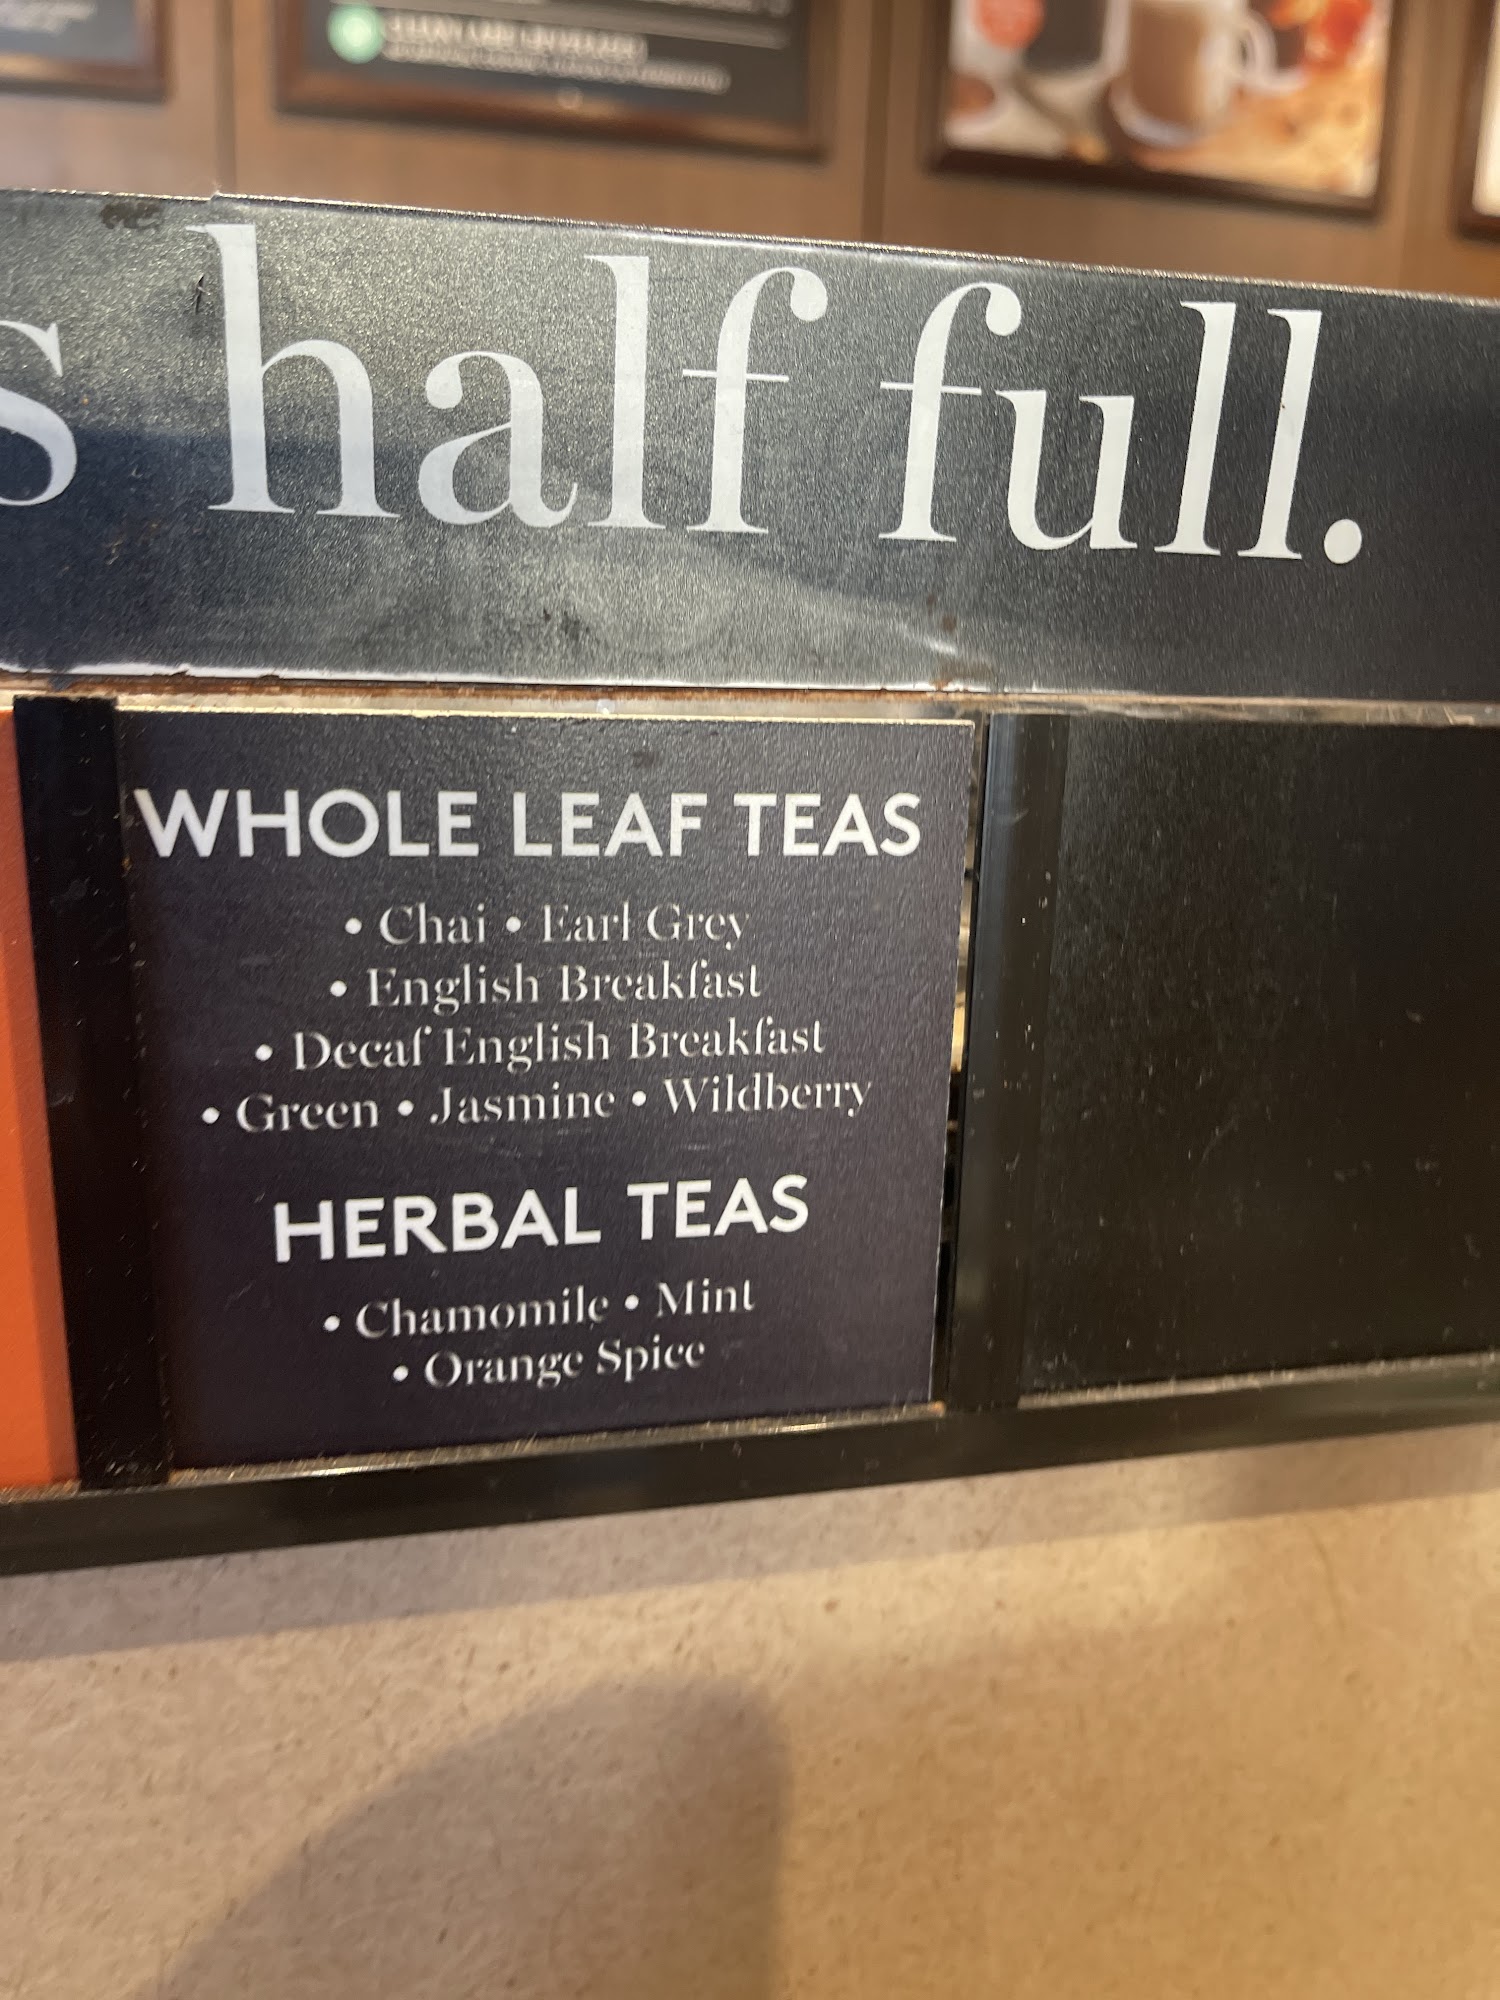 s half full.
WHOLE LEAF TEAS
• Chai • Earl Grey
• English Breakfast
• Decaf English Breakfast
• Green • Jasmine • Wildberry
HERBAL TEAS
• Chamomile • Mint
• Orange Spice